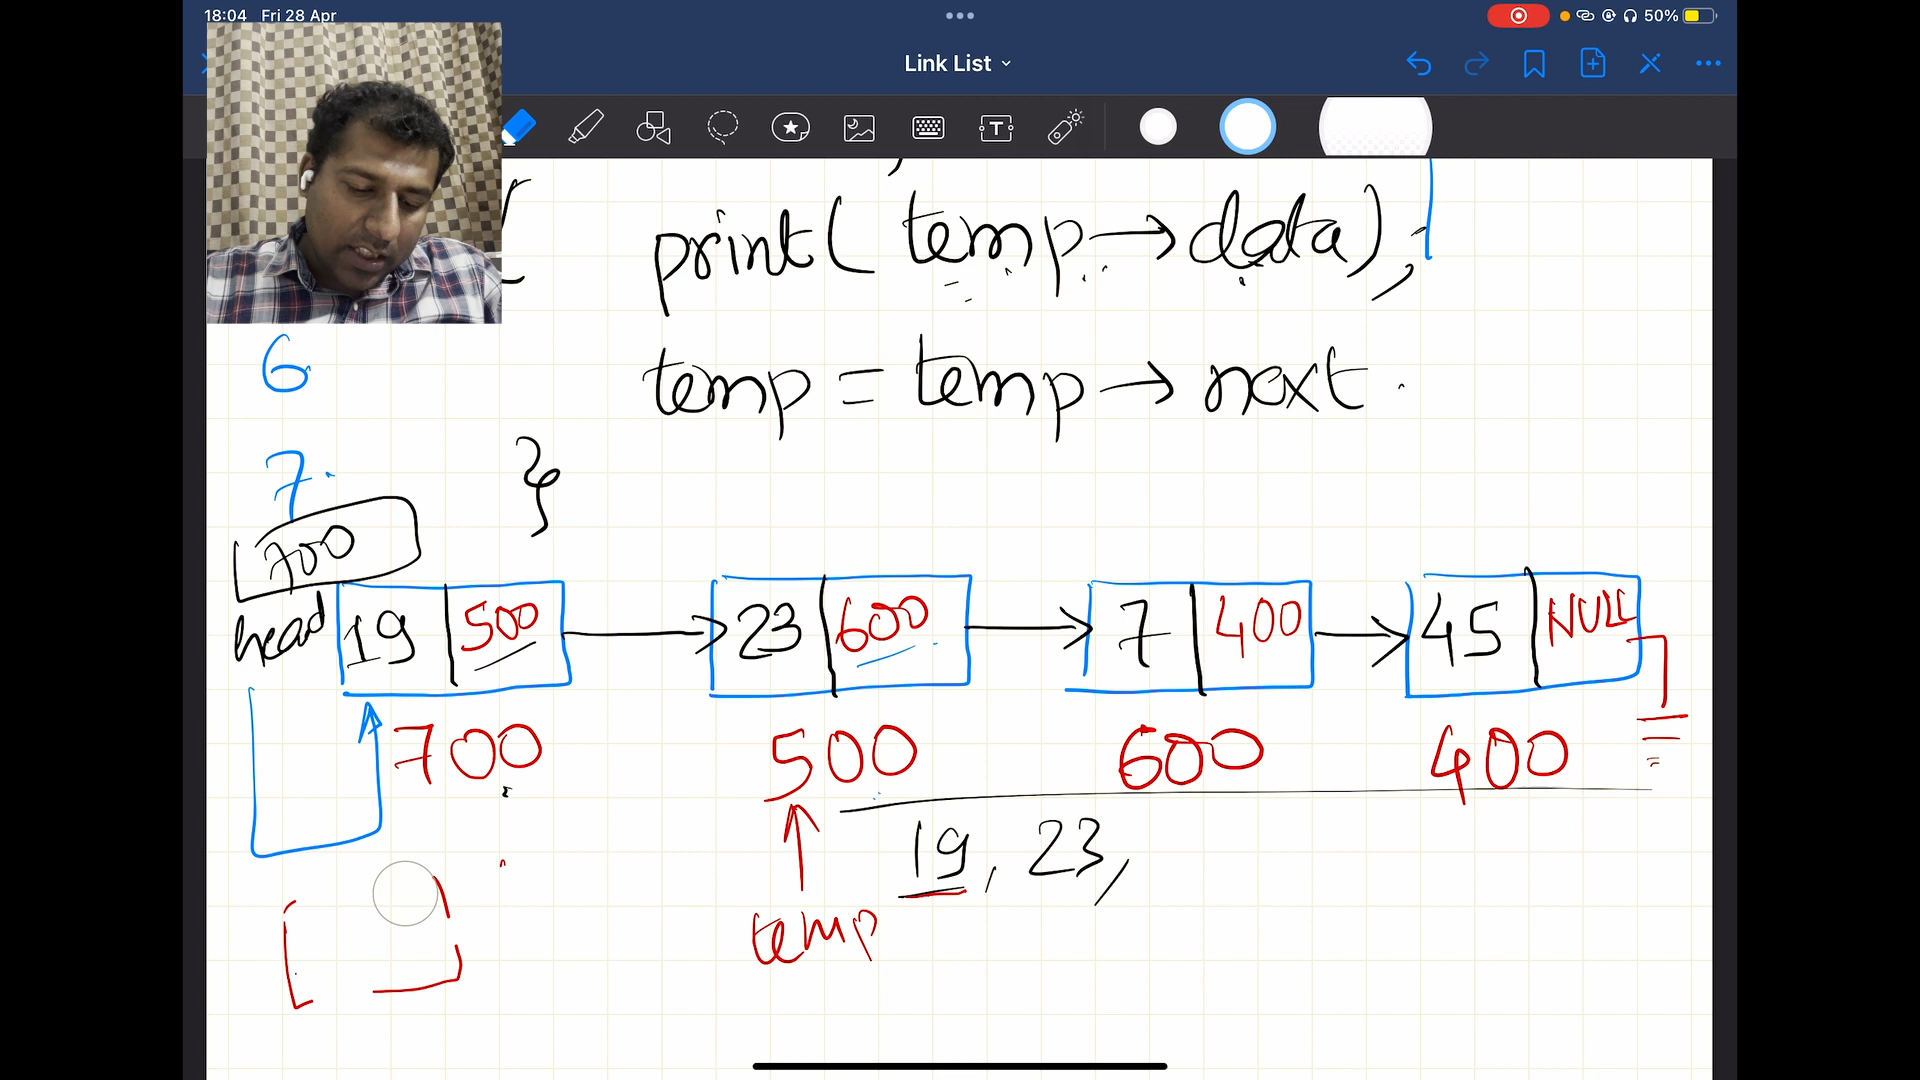 18:04 Fri 28 Apr
50%
Link List
print( temp→data);
6.
temp = temp → next.
7.
}
700
head 19 500 → 23 600 → 7 400 → 45 NULL
700 500 600 400
19, 23,
temp